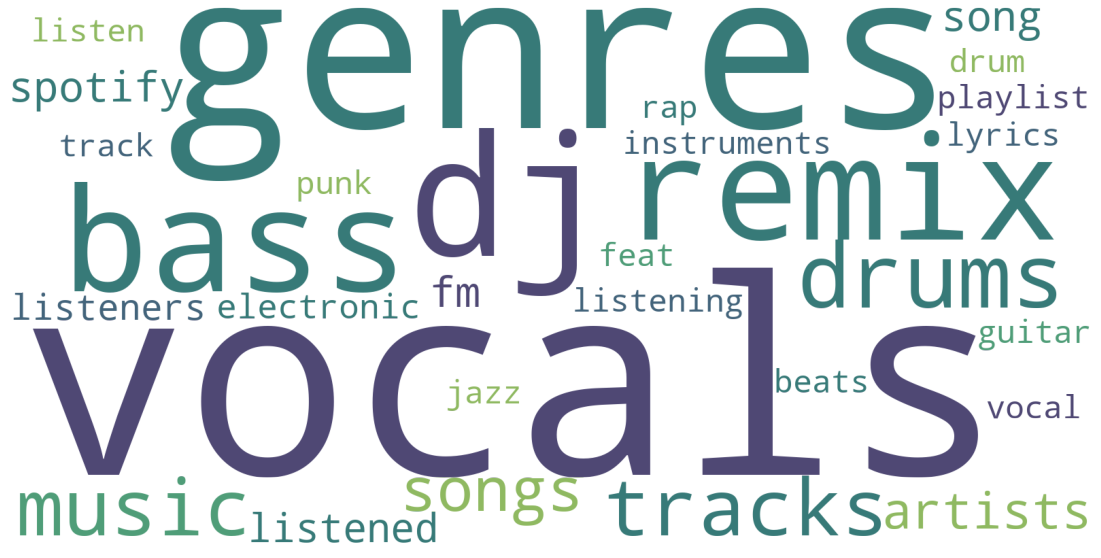 listen
genres
song
spotify
drum
playlist
rap
track
instruments
lyrics
punk
dj
remix
bass
feat
drums
fm
listeners
electronic
listening
vocals
guitar
beats
jazz
vocal
music
songs
tracks
artists
listened